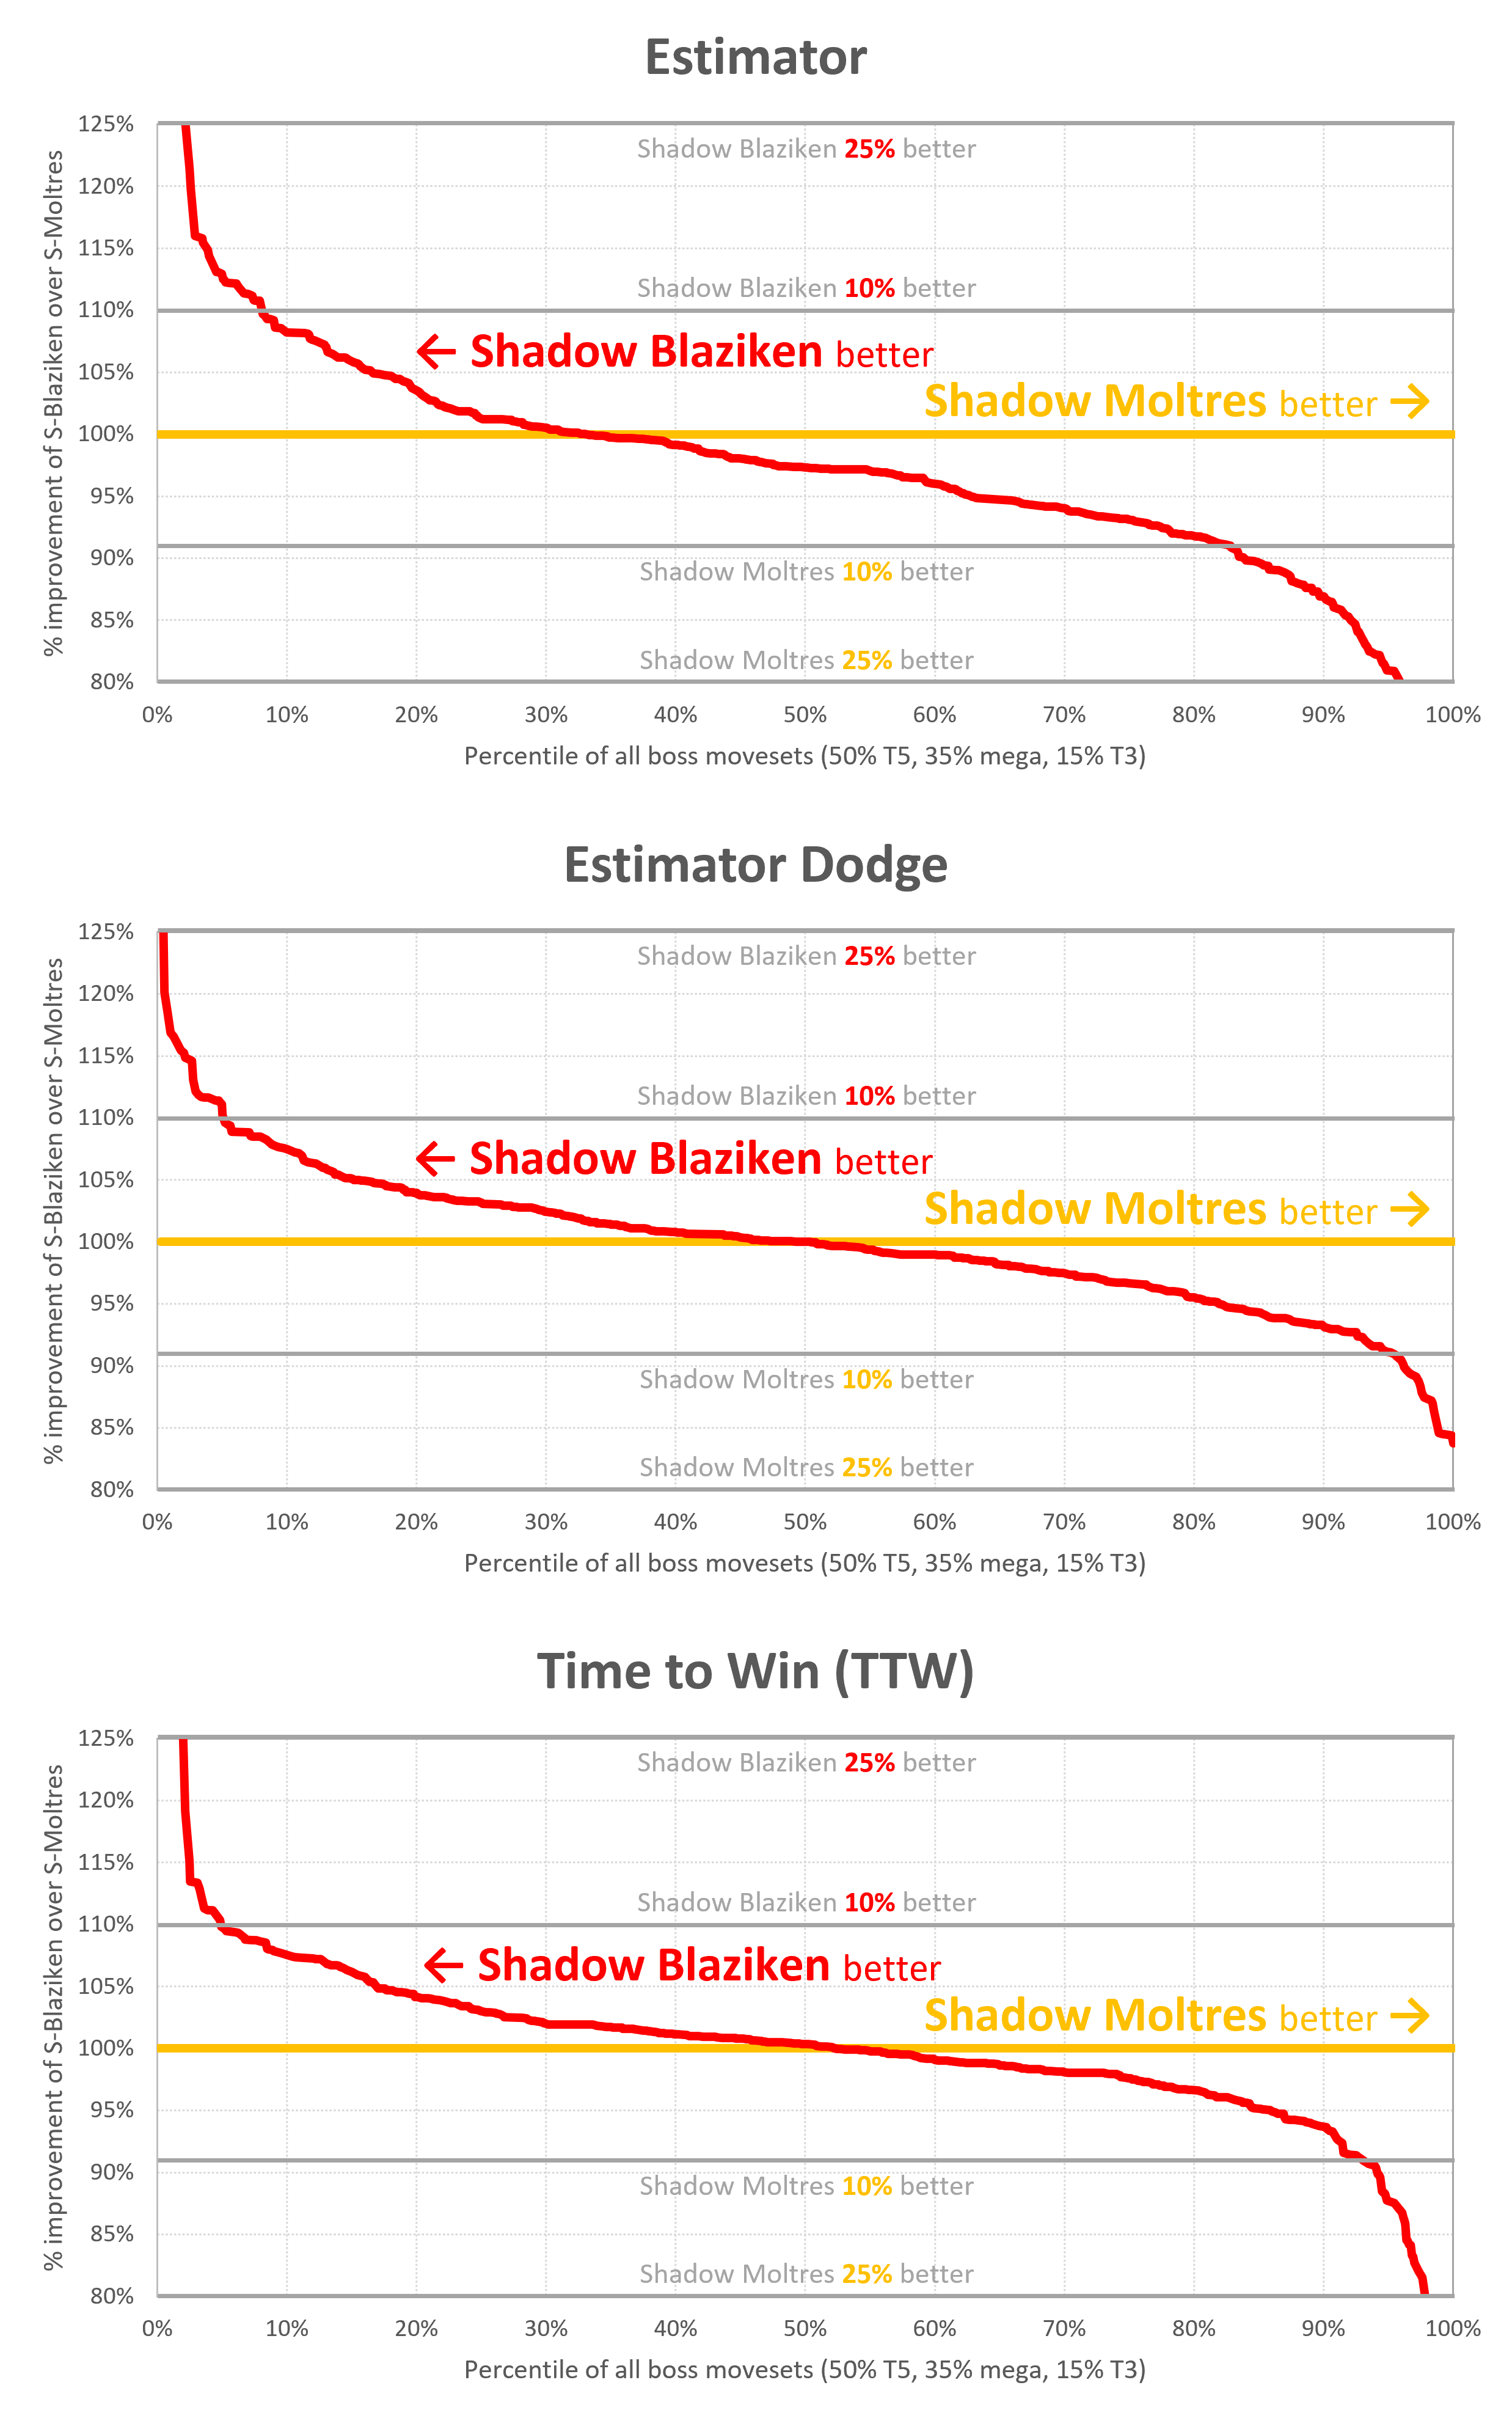 Estimator
% improvement of S-Blaziken over S-Moltres
125%
Shadow Blaziken 25% better
120%
115%
Shadow Blaziken 10% better
110%
← Shadow Blaziken better
105%
Shadow Moltres better →
100%
95%
90%
Shadow Moltres 10% better
85%
Shadow Moltres 25% better
80%
0% 10% 20% 30% 40% 50% 60% 70% 80% 90% 100%
Percentile of all boss movesets (50% T5, 35% mega, 15% T3)
Estimator Dodge
% improvement of S-Blaziken over S-Moltres
125%
Shadow Blaziken 25% better
120%
115%
Shadow Blaziken 10% better
110%
← Shadow Blaziken better
105%
Shadow Moltres better →
100%
95%
90%
Shadow Moltres 10% better
85%
Shadow Moltres 25% better
80%
0% 10% 20% 30% 40% 50% 60% 70% 80% 90% 100%
Percentile of all boss movesets (50% T5, 35% mega, 15% T3)
Time to Win (TTW)
% improvement of S-Blaziken over S-Moltres
125%
Shadow Blaziken 25% better
120%
115%
Shadow Blaziken 10% better
110%
← Shadow Blaziken better
105%
Shadow Moltres better →
100%
95%
90%
Shadow Moltres 10% better
85%
Shadow Moltres 25% better
80%
0% 10% 20% 30% 40% 50% 60% 70% 80% 90% 100%
Percentile of all boss movesets (50% T5, 35% mega, 15% T3)